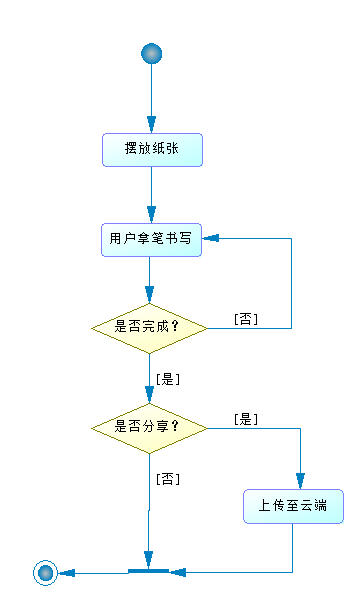 摆放纸张
用户拿笔书写
[否]
是否完成？
[是]
[是]
是否分享？
[否]
上传至云端